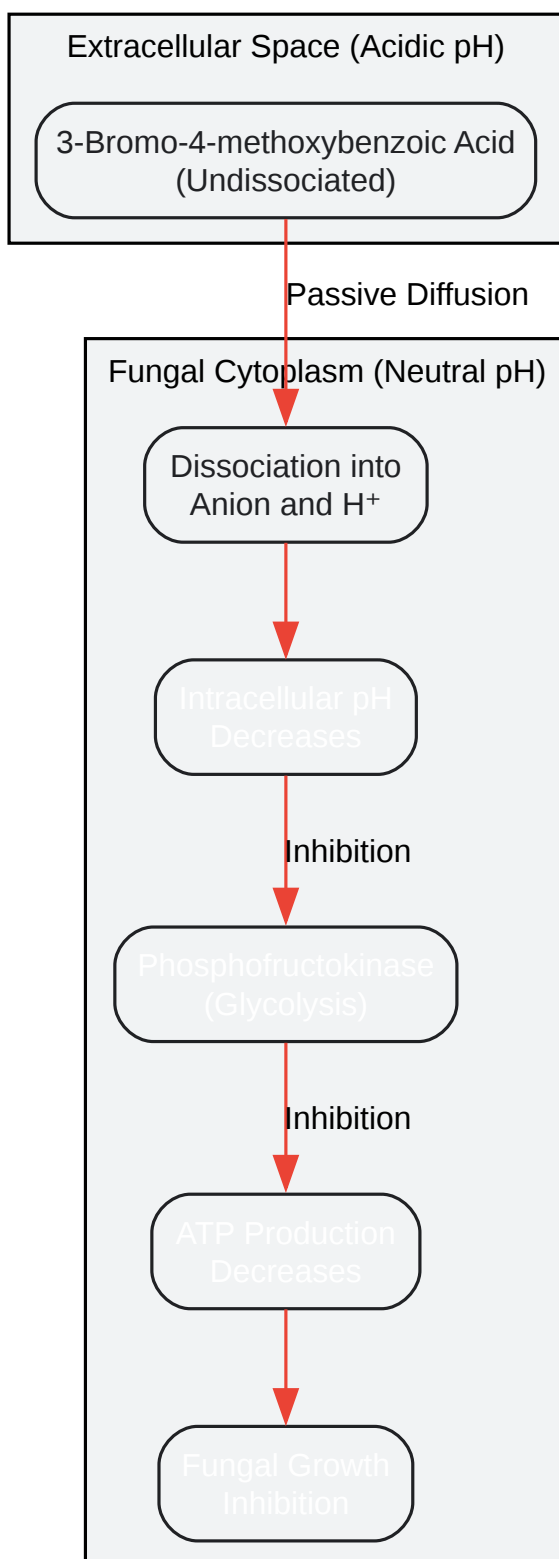 Extracellular Space (Acidic pH)
3-Bromo-4-methoxybenzoic Acid
(Undissociated)
Passive Diffusion
Fungal Cytoplasm (Neutral pH)
Dissociation into
Anion and H⁺
Intracellular pH
Decreases
Inhibition
Phosphofructokinase
(Glycolysis)
Inhibition
ATP Production
Decreases
Fungal Growth
Inhibition